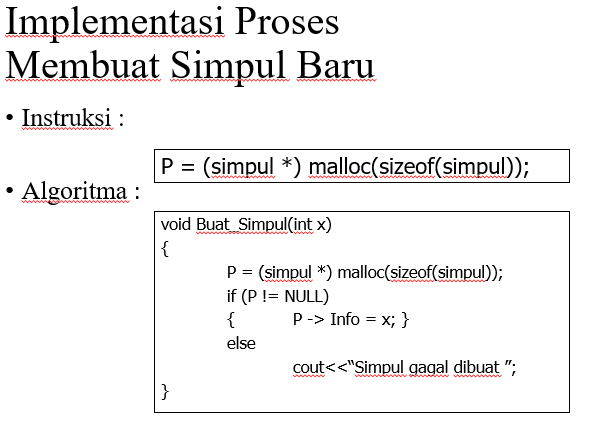 Implementasi Proses
Membuat Simpul Baru
• Instruksi :
P = (simpul *) malloc(sizeof(simpul));
• Algoritma :
void Buat_Simpul(int x)
{
P = (simpul *) malloc(sizeof(simpul));
if (P != NULL)
{ P -> Info = x; }
else
cout<<“Simpul gagal dibuat ”;
}